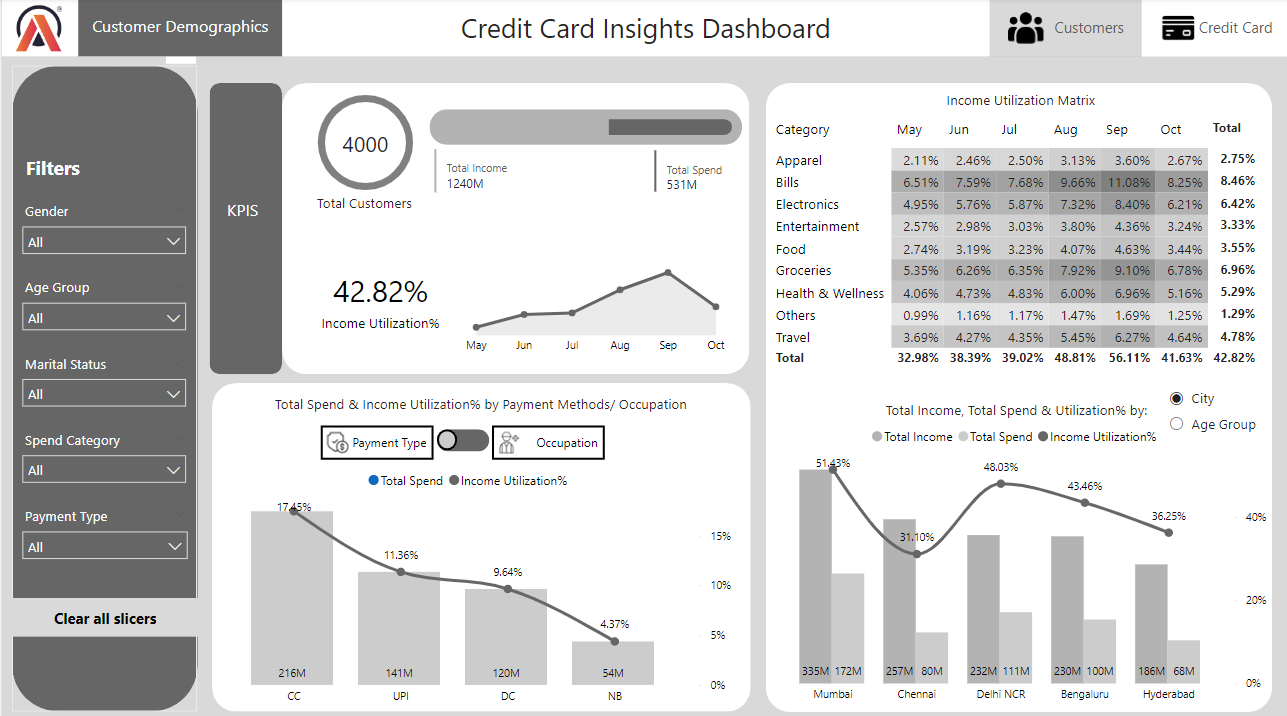 Customer Demographics
Credit Card Insights Dashboard
Customers
Credit Card
Filters
Gender
All
Age Group
All
Marital Status
All
Spend Category
All
Payment Type
All
Clear all slicers
KPIS
4000
Total Customers
Total Income
1240M
Total Spend
531M
42.82%
Income Utilization%
May Jun Jul Aug Sep Oct
Income Utilization Matrix
Category May Jun Jul Aug Sep Oct Total
Apparel 2.11% 2.46% 2.50% 3.13% 3.60% 2.67% 2.75%
Bills 6.51% 7.59% 7.68% 9.66% 11.08% 8.25% 8.46%
Electronics 4.95% 5.76% 5.87% 7.32% 8.40% 6.21% 6.42%
Entertainment 2.57% 2.98% 3.03% 3.80% 4.36% 3.24% 3.33%
Food 2.74% 3.19% 3.23% 4.07% 4.63% 3.44% 3.55%
Groceries 5.35% 6.26% 6.35% 7.92% 9.10% 6.78% 6.96%
Health & Wellness 4.06% 4.73% 4.83% 6.00% 6.96% 5.16% 5.29%
Others 0.99% 1.16% 1.17% 1.47% 1.69% 1.25% 1.29%
Travel 3.69% 4.27% 4.35% 5.45% 6.27% 4.64% 4.78%
Total 32.98% 38.39% 39.02% 48.81% 56.11% 41.63% 42.82%
Total Spend & Income Utilization% by Payment Methods/ Occupation
Payment Type
Occupation
Total Spend Income Utilization%
17.45%
11.36%
9.64%
4.37%
15%
10%
5%
0%
216M 141M 120M 54M
CC UPI DC NB
Total Income, Total Spend & Utilization% by:
City
Age Group
Total Income Total Spend Income Utilization%
51.43%
31.10%
48.03%
43.46%
36.25%
40%
20%
0%
335M 172M 257M 80M 232M 111M 230M 100M 186M 68M
Mumbai Chennai Delhi NCR Bengaluru Hyderabad